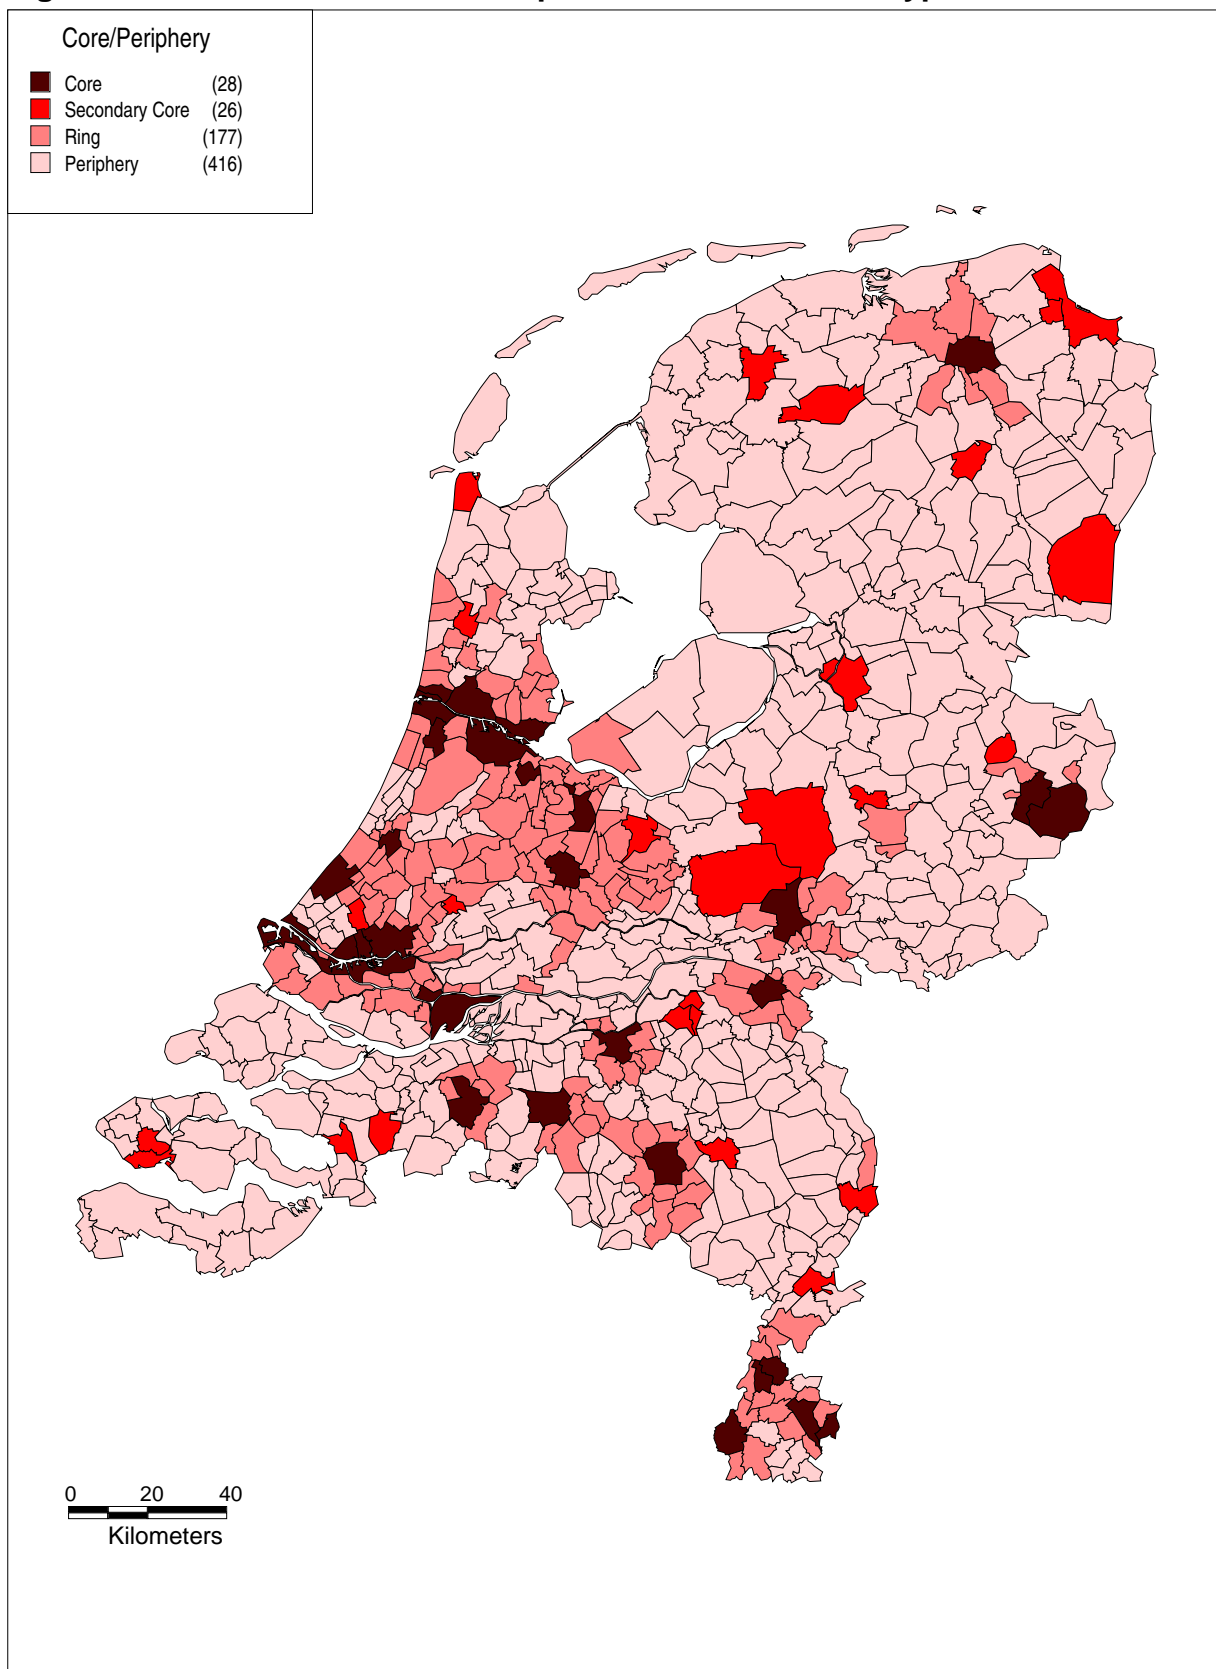 Core/Periphery
Core (28)
Secondary Core (26)
Ring (177)
Periphery (416)
0 20 40
Kilometers